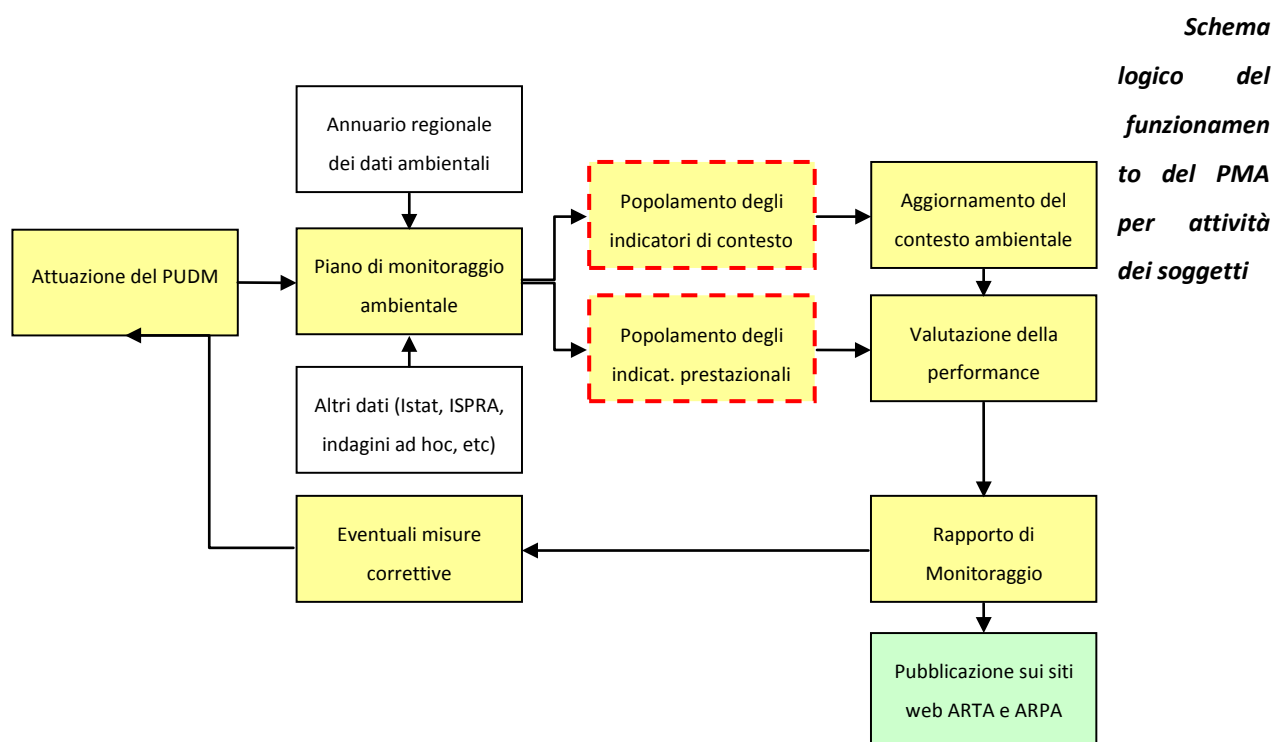 Schema
logico del
funzionamen
to del PMA
per attività
dei soggetti
Annuario regionale
dei dati ambientali
Popolamento degli
indicatori di contesto
Aggiornamento del
contesto ambientale
Attuazione del PUDM
Piano di monitoraggio
ambientale
Popolamento degli
indicat. prestazionali
Valutazione della
performance
Altri dati (Istat, ISPRA,
indagini ad hoc, etc)
Eventuali misure
correttive
Rapporto di
Monitoraggio
Pubblicazione sui siti
web ARTA e ARPA